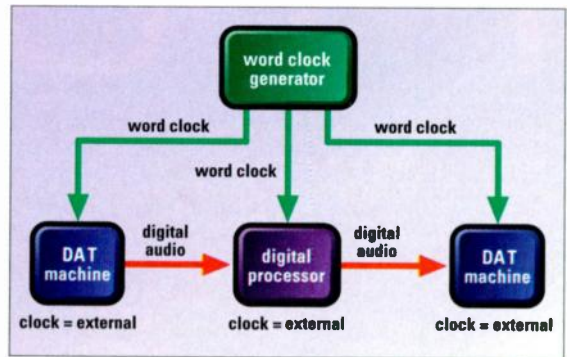 word clock
generator
word clock
word clock
word clock
digital
audio
digital
audio
DAT
machine
digital
processor
DAT
machine
clock = external
clock = external
clock = external